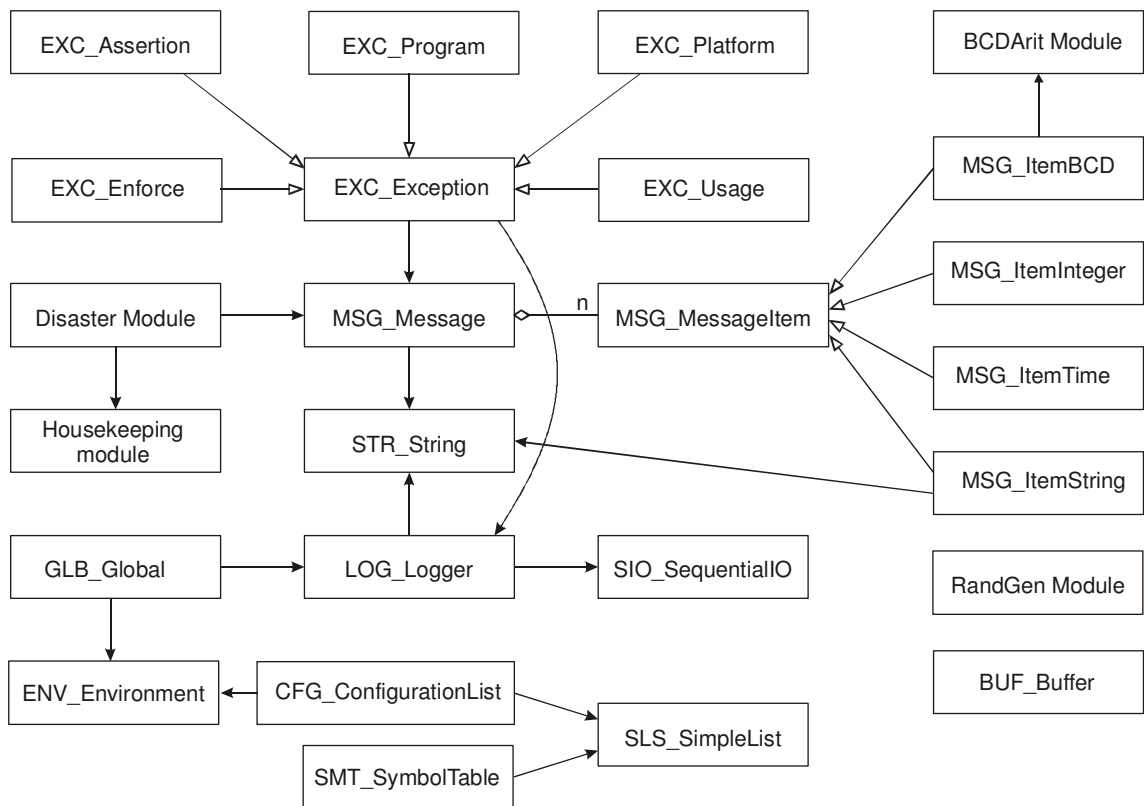 EXC_Assertion
EXC_Program
EXC_Platform
BCDArit Module
EXC_Enforce
EXC_Exception
EXC_Usage
MSG_ItemBCD
MSG_ItemInteger
Disaster Module
MSG_Message
n
MSG_MessageItem
MSG_ItemTime
Housekeeping
module
STR_String
MSG_ItemString
GLB_Global
LOG_Logger
SIO_SequentialIO
RandGen Module
ENV_Environment
CFG_ConfigurationList
BUF_Buffer
SLS_SimpleList
SMT_SymbolTable